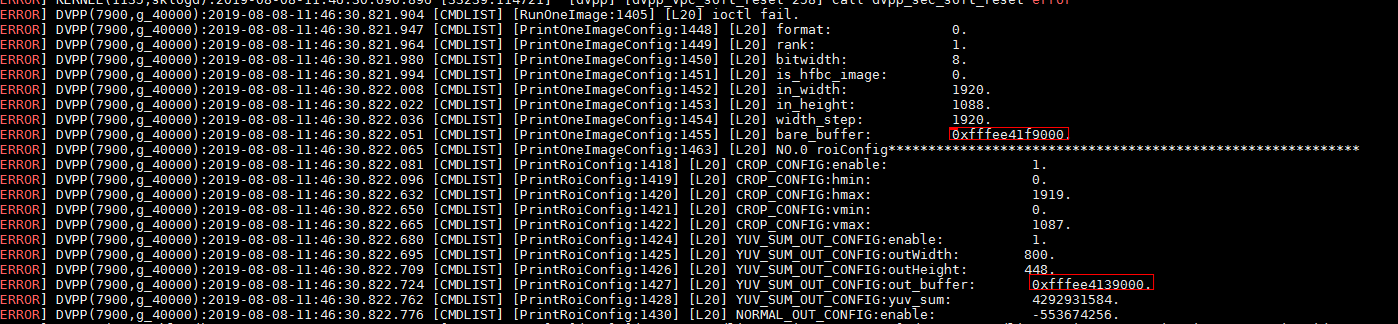 ERROR] KERNEL(1135,sklogd):2019-08-08-11:46:30.696.896 [33239.114721] [dvpp] [dvpp_vpc_soft_reset 258] call dvpp_sec_soft_reset error
ERROR] DVPP(7900,g_40000):2019-08-08-11:46:30.821.904 [CMDLIST] [RunOneImage:1405] [L20] ioctl fail.
ERROR] DVPP(7900,g_40000):2019-08-08-11:46:30.821.947 [CMDLIST] [PrintOneImageConfig:1448] [L20] format: 0.
ERROR] DVPP(7900,g_40000):2019-08-08-11:46:30.821.964 [CMDLIST] [PrintOneImageConfig:1449] [L20] rank: 1.
ERROR] DVPP(7900,g_40000):2019-08-08-11:46:30.821.980 [CMDLIST] [PrintOneImageConfig:1450] [L20] bitwidth: 8.
ERROR] DVPP(7900,g_40000):2019-08-08-11:46:30.821.994 [CMDLIST] [PrintOneImageConfig:1451] [L20] is_hfbc_image: 0.
ERROR] DVPP(7900,g_40000):2019-08-08-11:46:30.822.008 [CMDLIST] [PrintOneImageConfig:1452] [L20] in_width: 1920.
ERROR] DVPP(7900,g_40000):2019-08-08-11:46:30.822.022 [CMDLIST] [PrintOneImageConfig:1453] [L20] in_height: 1088.
ERROR] DVPP(7900,g_40000):2019-08-08-11:46:30.822.036 [CMDLIST] [PrintOneImageConfig:1454] [L20] width_step: 1920.
ERROR] DVPP(7900,g_40000):2019-08-08-11:46:30.822.051 [CMDLIST] [PrintOneImageConfig:1455] [L20] bare_buffer: 0xfffee41f9000.
ERROR] DVPP(7900,g_40000):2019-08-08-11:46:30.822.065 [CMDLIST] [PrintOneImageConfig:1463] [L20] NO.0 roiConfig***********************************************************
ERROR] DVPP(7900,g_40000):2019-08-08-11:46:30.822.081 [CMDLIST] [PrintRoiConfig:1418] [L20] CROP_CONFIG:enable: 1.
ERROR] DVPP(7900,g_40000):2019-08-08-11:46:30.822.096 [CMDLIST] [PrintRoiConfig:1419] [L20] CROP_CONFIG:hmin: 0.
ERROR] DVPP(7900,g_40000):2019-08-08-11:46:30.822.632 [CMDLIST] [PrintRoiConfig:1420] [L20] CROP_CONFIG:hmax: 1919.
ERROR] DVPP(7900,g_40000):2019-08-08-11:46:30.822.650 [CMDLIST] [PrintRoiConfig:1421] [L20] CROP_CONFIG:vmin: 0.
ERROR] DVPP(7900,g_40000):2019-08-08-11:46:30.822.665 [CMDLIST] [PrintRoiConfig:1422] [L20] CROP_CONFIG:vmax: 1087.
ERROR] DVPP(7900,g_40000):2019-08-08-11:46:30.822.680 [CMDLIST] [PrintRoiConfig:1424] [L20] YUV_SUM_OUT_CONFIG:enable: 1.
ERROR] DVPP(7900,g_40000):2019-08-08-11:46:30.822.695 [CMDLIST] [PrintRoiConfig:1425] [L20] YUV_SUM_OUT_CONFIG:outWidth: 800.
ERROR] DVPP(7900,g_40000):2019-08-08-11:46:30.822.709 [CMDLIST] [PrintRoiConfig:1426] [L20] YUV_SUM_OUT_CONFIG:outHeight: 448.
ERROR] DVPP(7900,g_40000):2019-08-08-11:46:30.822.724 [CMDLIST] [PrintRoiConfig:1427] [L20] YUV_SUM_OUT_CONFIG:out_buffer: 0xfffee4139000.
ERROR] DVPP(7900,g_40000):2019-08-08-11:46:30.822.762 [CMDLIST] [PrintRoiConfig:1428] [L20] YUV_SUM_OUT_CONFIG:yuv_sum: 4292931584.
ERROR] DVPP(7900,g_40000):2019-08-08-11:46:30.822.776 [CMDLIST] [PrintRoiConfig:1430] [L20] NORMAL_OUT_CONFIG:enable: -553674256.